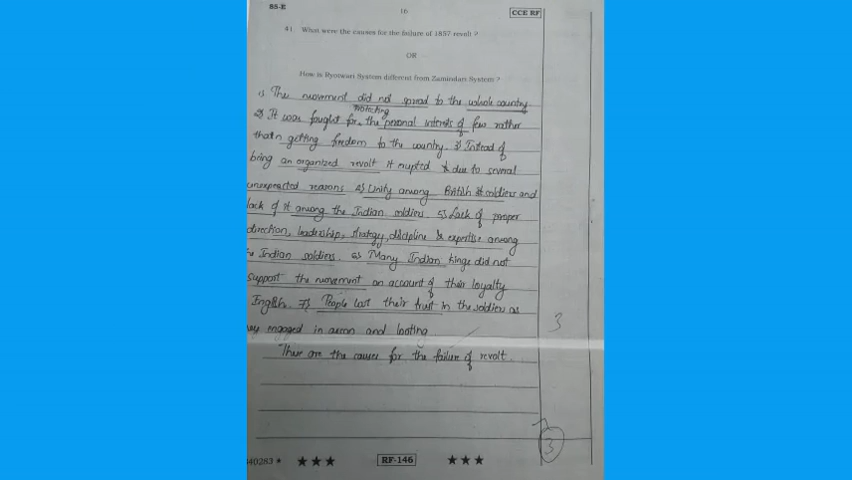 85-E
16
CCE RF
41. What were the causes for the failure of 1857 revolt ?
OR
How is Ryotwari System different from Zamindari System ?
1) The movement did not spread to the whole country
protecting
2) It was fought for the personal interests of few rather
than getting freedom to the country. 3) Instead of
being an organized revolt it erupted due to several
unexpected reasons 4) Unity among British soldiers and
lack of it among the Indian soldiers. 5) Lack of proper
direction, leadership, strategy, discipline & expertise among
Indian soldiers. 6) Many Indian kings did not
support the movement on account of their loyalty
English. 7) People lost their trust in the soldiers as
engaged in arson and looting.
These are the causes for the failure of revolt.
3
3
40283 ★ ★★★
RF-146
★★★